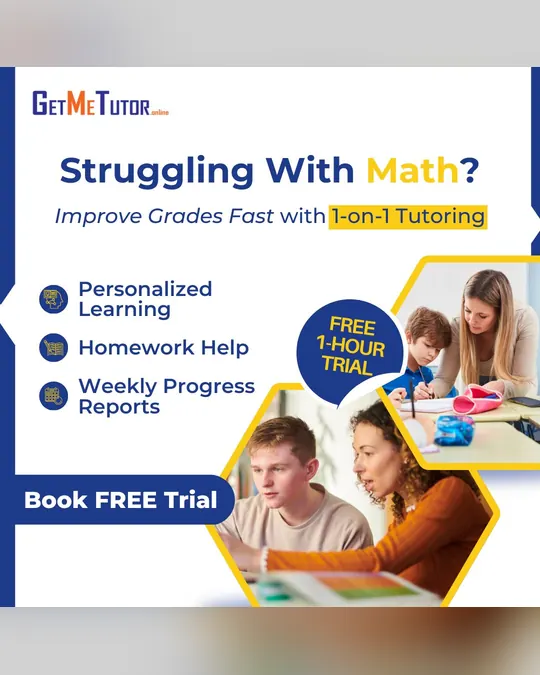 GetMeTutor.online
Struggling With Math?
Improve Grades Fast with 1-on-1 Tutoring
Personalized
Learning
Homework Help
Weekly Progress
Reports
FREE
1-HOUR
TRIAL
Book FREE Trial